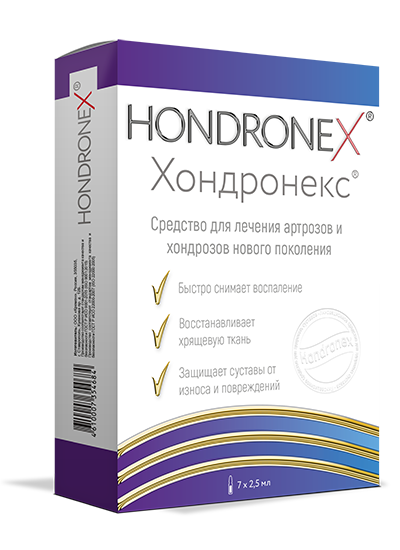 HONDRONEX®
Хондронекс®
Средство для лечения артрозов и
хондрозов нового поколения
Быстро снимает воспаление
Восстанавливает
хрящевую ткань
Защищает суставы от
износа и повреждений
Hondronex
7 x 2,5 мл
HONDRONEX®
4610007354684